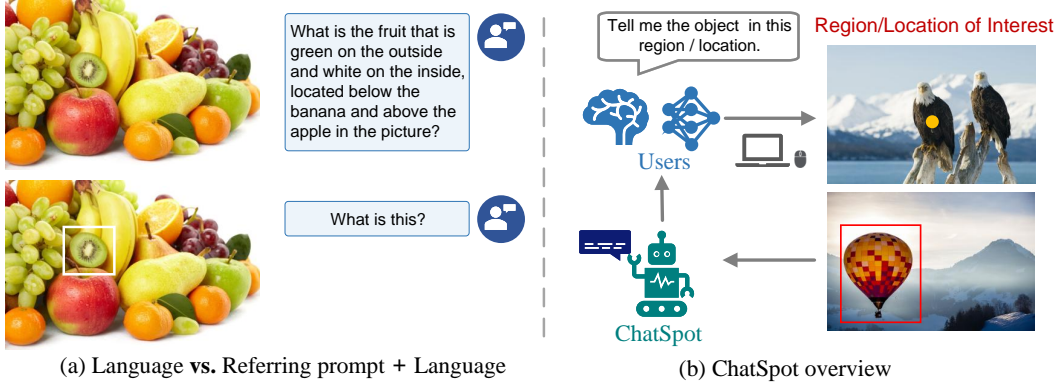 What is the fruit that is
green on the outside
and white on the inside,
located below the
banana and above the
apple in the picture?
What is this?
(a) Language vs. Referring prompt + Language
Tell me the object in this
region / location.
Region/Location of Interest
Users
ChatSpot
(b) ChatSpot overview